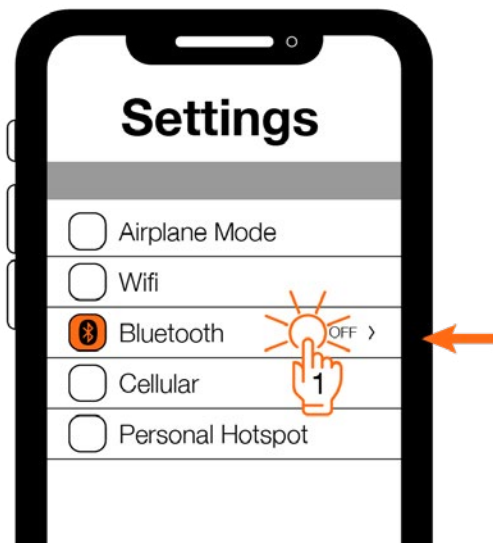 Settings
Airplane Mode
Wifi
Bluetooth OFF >
1
Cellular
Personal Hotspot